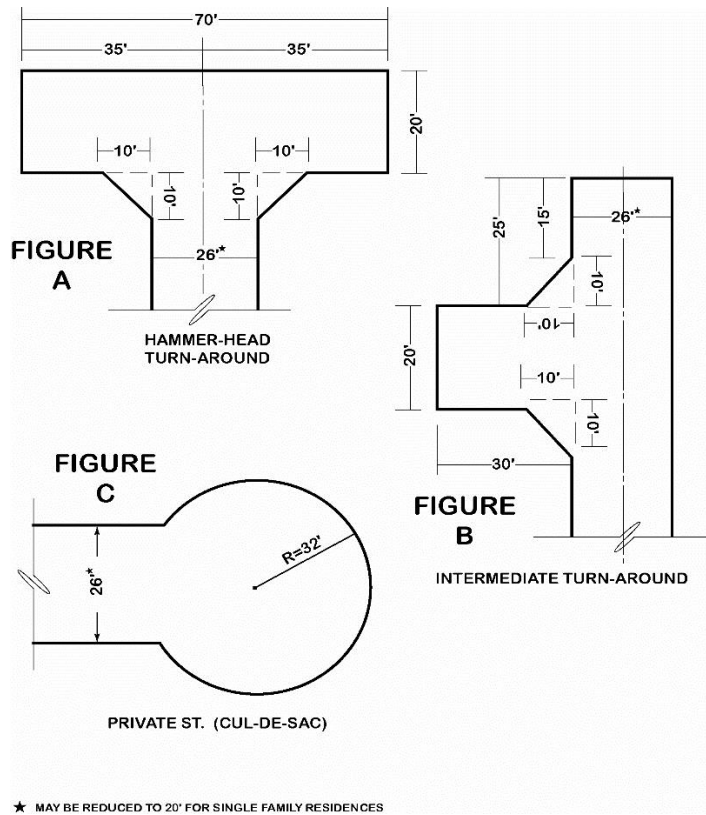 70'
35' 35'
20'
10' 10'
10' 10'
26'★
FIGURE
A
HAMMER-HEAD
TURN-AROUND
25'
15'
26'★
10'
10'
20'
10'
10'
30'
FIGURE
B
INTERMEDIATE TURN-AROUND
FIGURE
C
R=32'
26'★
PRIVATE ST. (CUL-DE-SAC)
★ MAY BE REDUCED TO 20' FOR SINGLE FAMILY RESIDENCES